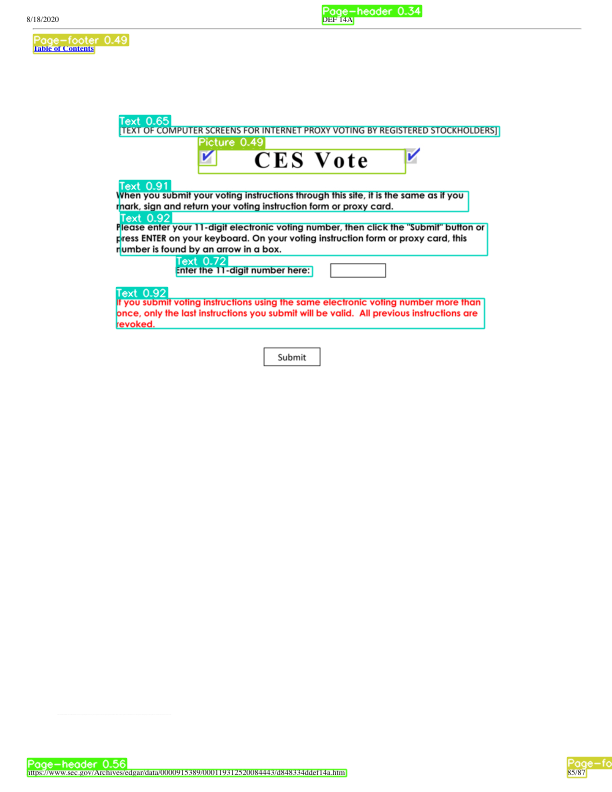 8/18/2020
Page-header 0.34
DEF 14A
Page-footer 0.49
Table of Contents
Text 0.65
[TEXT OF COMPUTER SCREENS FOR INTERNET PROXY VOTING BY REGISTERED STOCKHOLDERS]
Picture 0.49
CES Vote
Text 0.91
When you submit your voting instructions through this site, it is the same as if you
mark, sign and return your voting instruction form or proxy card.
Text 0.92
Please enter your 11-digit electronic voting number, then click the "Submit" button or
press ENTER on your keyboard. On your voting instruction form or proxy card, this
number is found by an arrow in a box.
Text 0.72
Enter the 11-digit number here:
Text 0.92
If you submit voting instructions using the same electronic voting number more than
once, only the last instructions you submit will be valid. All previous instructions are
revoked.
Submit
Page-header 0.56
Page-fo
https://www.sec.gov/Archives/edgar/data/0000915389/000119312520084443/d848334ddef14a.htm
85/87